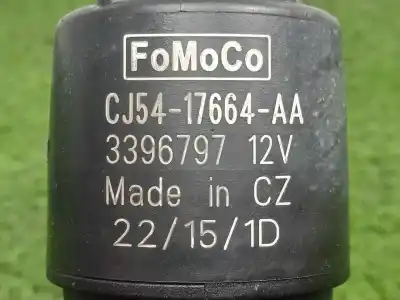 FoMoCo
CJ54-17664-AA
3396797 12V
Made in CZ
22/15/1D